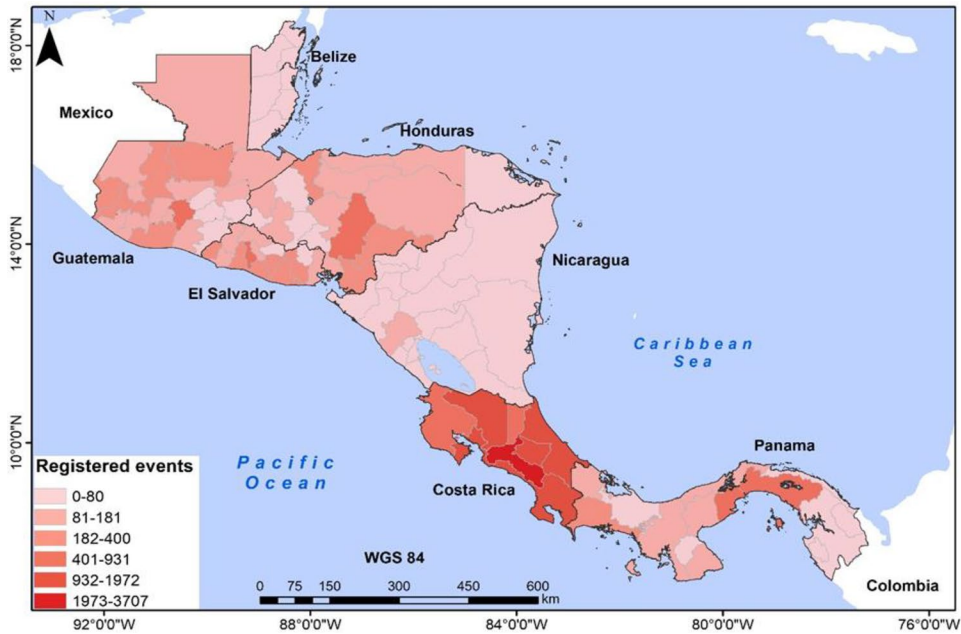 N
18°0'0"N
14°0'0"N
10°0'0"N
Belize
Mexico
Honduras
Guatemala
Nicaragua
El Salvador
Caribbean
Sea
Panama
Pacific
Ocean
Costa Rica
Colombia
Registered events
0-80
81-181
182-400
401-931
932-1972
1973-3707
WGS 84
0 75 150 300 450 600
km
92°0'0"W 88°0'0"W 84°0'0"W 80°0'0"W 76°0'0"W